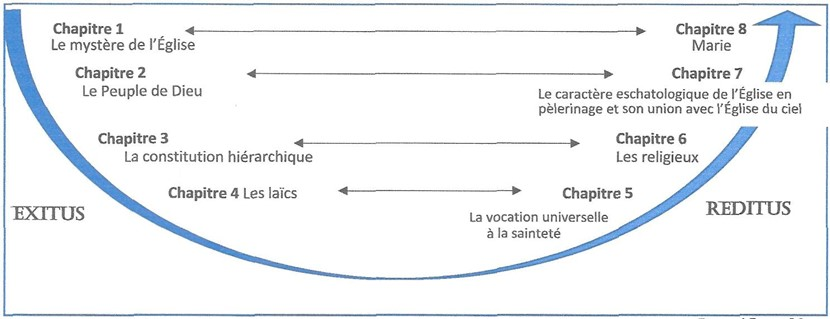 Chapitre 1
Le mystère de l'Église
Chapitre 8
Marie
Chapitre 2
Le Peuple de Dieu
Chapitre 7
Le caractère eschatologique de l'Église en
pèlerinage et son union avec l'Église du ciel
Chapitre 3
La constitution hiérarchique
Chapitre 6
Les religieux
Chapitre 4 Les laïcs
Chapitre 5
La vocation universelle
à la sainteté
EXITUS
REDITUS